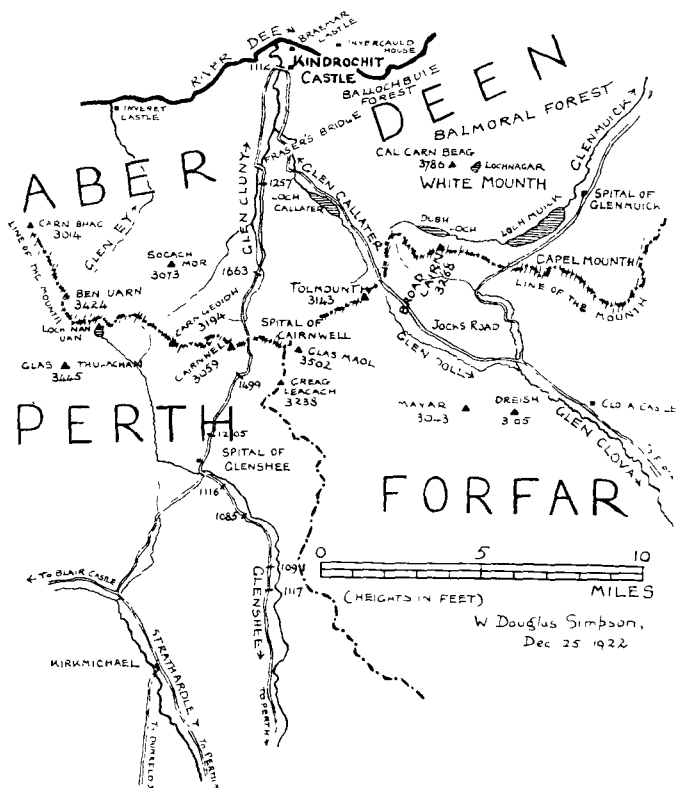 RIVER DEE
BRAEMAR CASTLE
INVERCAULD HOUSE
KINDROCHIT CASTLE
INVEREY CASTLE
BALLOCHBUIE FOREST
FRASER'S BRIDGE
ABER
DEEN
BALMORAL FOREST
CAL CARN BEAG
3786
LOCHNAGAR
WHITE MOUNTH
GLENMUICK
SPITAL OF GLENMUICK
GLEN CLUNY
1257
LOCH CALLATER
GLEN CALLATER
DUBH LOCH
LOCH MUICK
CARN BHAC
3014
LINE OF THE MOUNTH
GLEN EY
SOCACH MOR
3073
1663
BROAD CAIRN
CAPEL MOUNTH
LINE OF THE MOUNTH
BEN UARN
3424
TOLMOUNTH
3143
LOCH NAN UAN
CARN GEOIDH
3194
CAIRNWELL
3059
SPITAL OF CAIRNWELL
JOCKS ROAD
GLAS THULACHAN
3445
GLAS MAOL
3502
1499
CREAG LEACACH
3238
GLEN DOLL
MAYAR
3043
DREISH
CLOVA CASTLE
GLEN CLOVA
PERTH
1205
SPITAL OF GLENSHEE
1116
1085
FORFAR
GLENSHEE
1117
TO PERTH
0 5 10
MILES
(HEIGHTS IN FEET)
W Douglas Simpson,
Dec 25 1922
TO BLAIR CASTLE
STRATHARDLE
KIRKMICHAEL